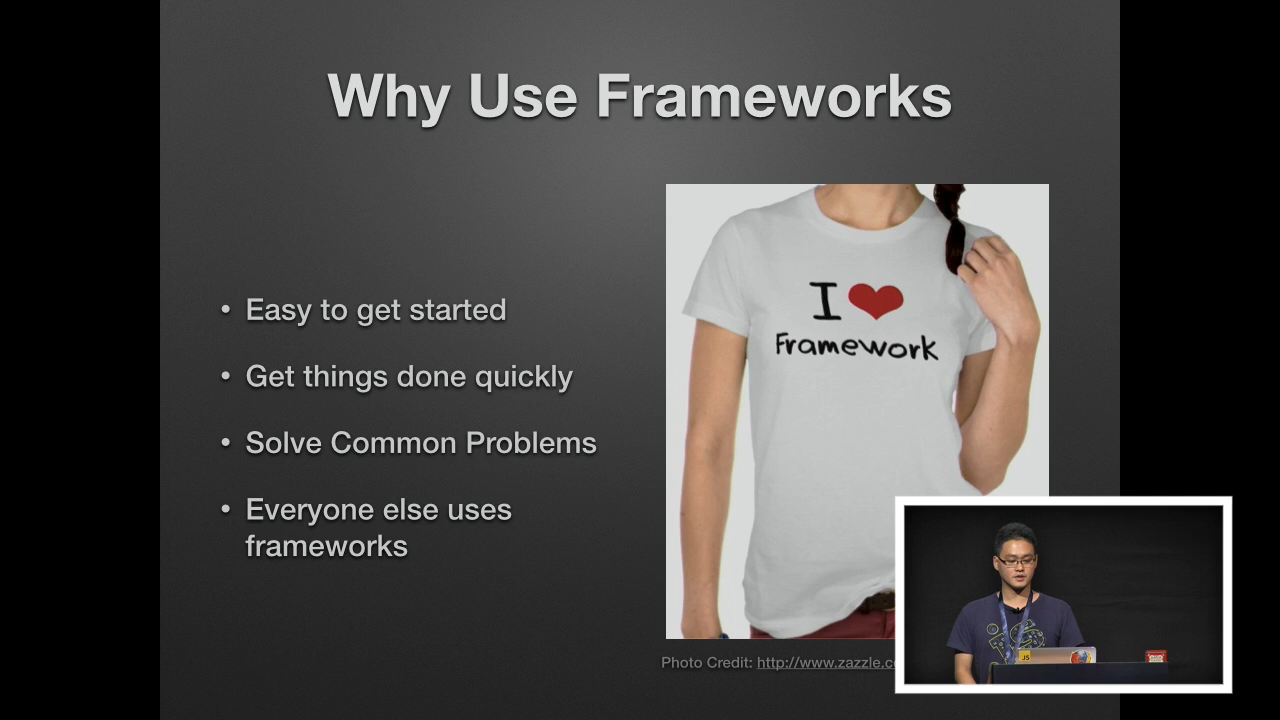 Why Use Frameworks
• Easy to get started
• Get things done quickly
• Solve Common Problems
• Everyone else uses
frameworks
I ❤
Framework
Photo Credit: http://www.zazzle.c
JS